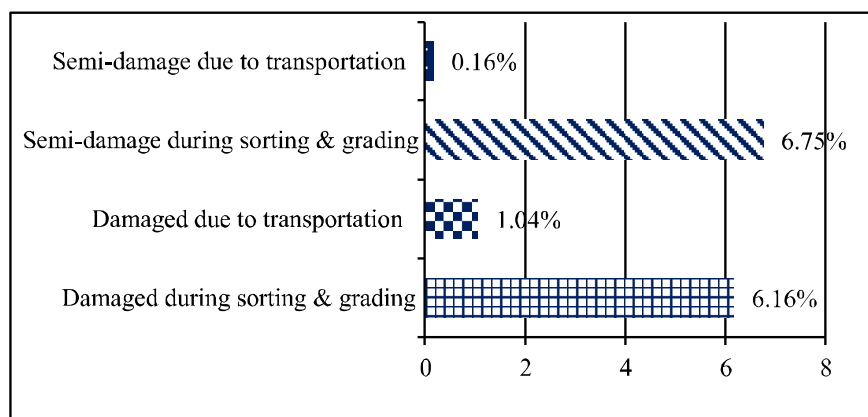 Semi-damage due to transportation 0.16%
Semi-damage during sorting & grading 6.75%
Damaged due to transportation 1.04%
Damaged during sorting & grading 6.16%
0 2 4 6 8